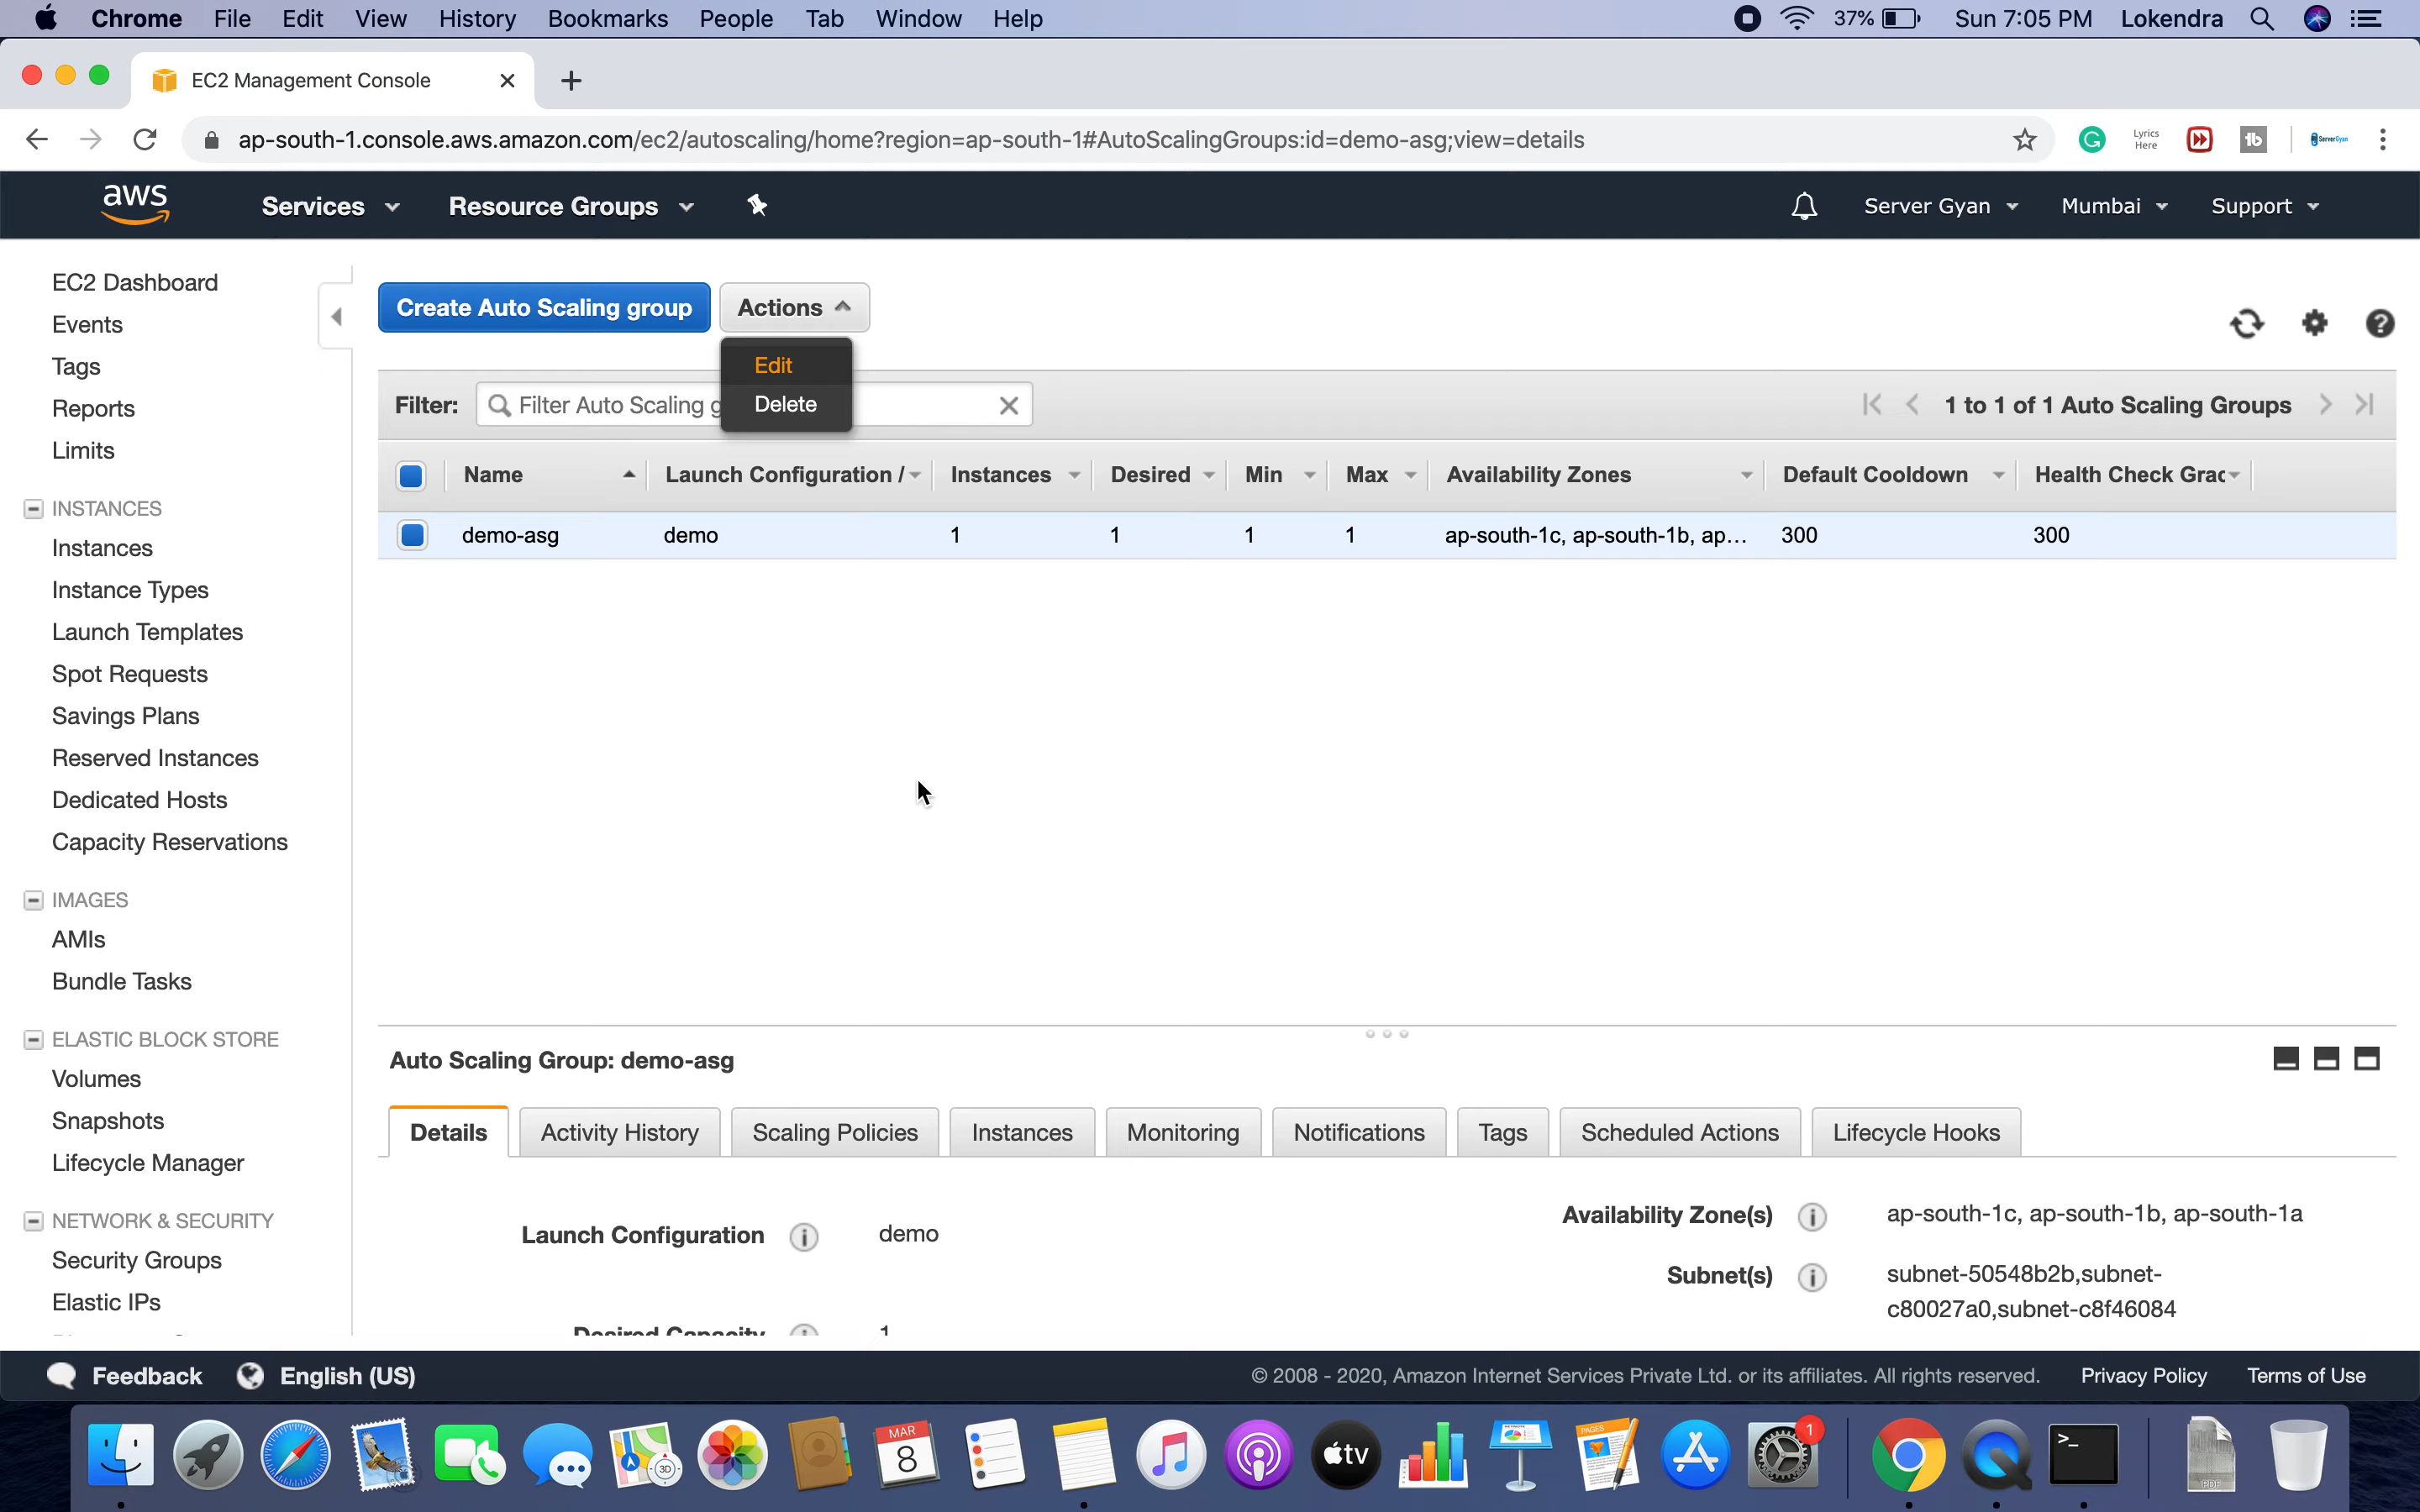 Chrome File Edit View History Bookmarks People Tab Window Help 37% Sun 7:05 PM Lokendra
EC2 Management Console
ap-south-1.console.aws.amazon.com/ec2/autoscaling/home?region=ap-south-1#AutoScalingGroups:id=demo-asg;view=details Lyrics Here tb ServerGyan
aws Services Resource Groups Server Gyan Mumbai Support
EC2 Dashboard
Events
Tags
Reports
Limits
INSTANCES
Instances
Instance Types
Launch Templates
Spot Requests
Savings Plans
Reserved Instances
Dedicated Hosts
Capacity Reservations
IMAGES
AMIs
Bundle Tasks
ELASTIC BLOCK STORE
Volumes
Snapshots
Lifecycle Manager
NETWORK & SECURITY
Security Groups
Elastic IPs
Create Auto Scaling group Actions
Edit
Delete
Filter: Filter Auto Scaling g 1 to 1 of 1 Auto Scaling Groups
Name Launch Configuration / Instances Desired Min Max Availability Zones Default Cooldown Health Check Grac
demo-asg demo 1 1 1 1 ap-south-1c, ap-south-1b, ap... 300 300
Auto Scaling Group: demo-asg
Details Activity History Scaling Policies Instances Monitoring Notifications Tags Scheduled Actions Lifecycle Hooks
Launch Configuration demo
Desired Capacity 1
Availability Zone(s) ap-south-1c, ap-south-1b, ap-south-1a
Subnet(s) subnet-50548b2b,subnet-
c80027a0,subnet-c8f46084
Feedback English (US) © 2008 - 2020, Amazon Internet Services Private Ltd. or its affiliates. All rights reserved. Privacy Policy Terms of Use
3D MAR 8 tv KEYNOTE PAGES 1 >_ PDF